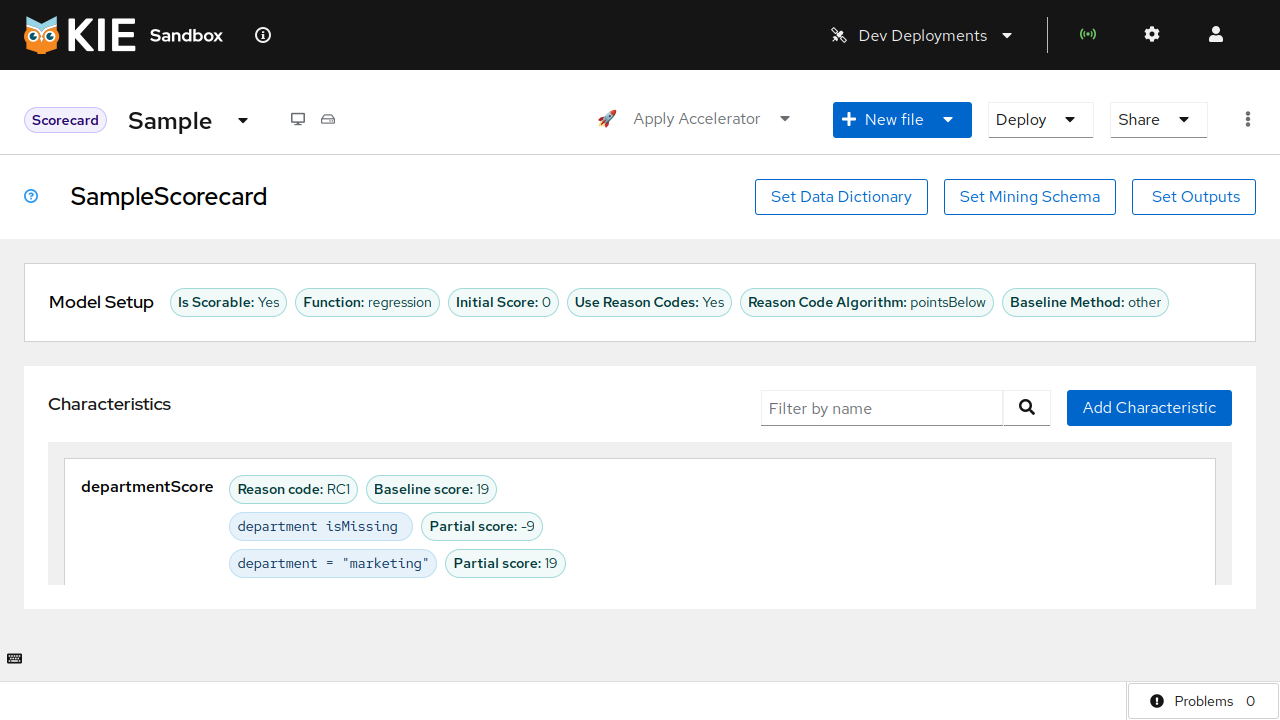 KIE Sandbox Dev Deployments
Scorecard Sample Apply Accelerator New file Deploy Share
SampleScorecard Set Data Dictionary Set Mining Schema Set Outputs
Model Setup Is Scorable: Yes Function: regression Initial Score: 0 Use Reason Codes: Yes Reason Code Algorithm: pointsBelow Baseline Method: other
Characteristics Filter by name Add Characteristic
departmentScore Reason code: RC1 Baseline score: 19
department isMissing Partial score: -9
department = "marketing" Partial score: 19
Problems 0